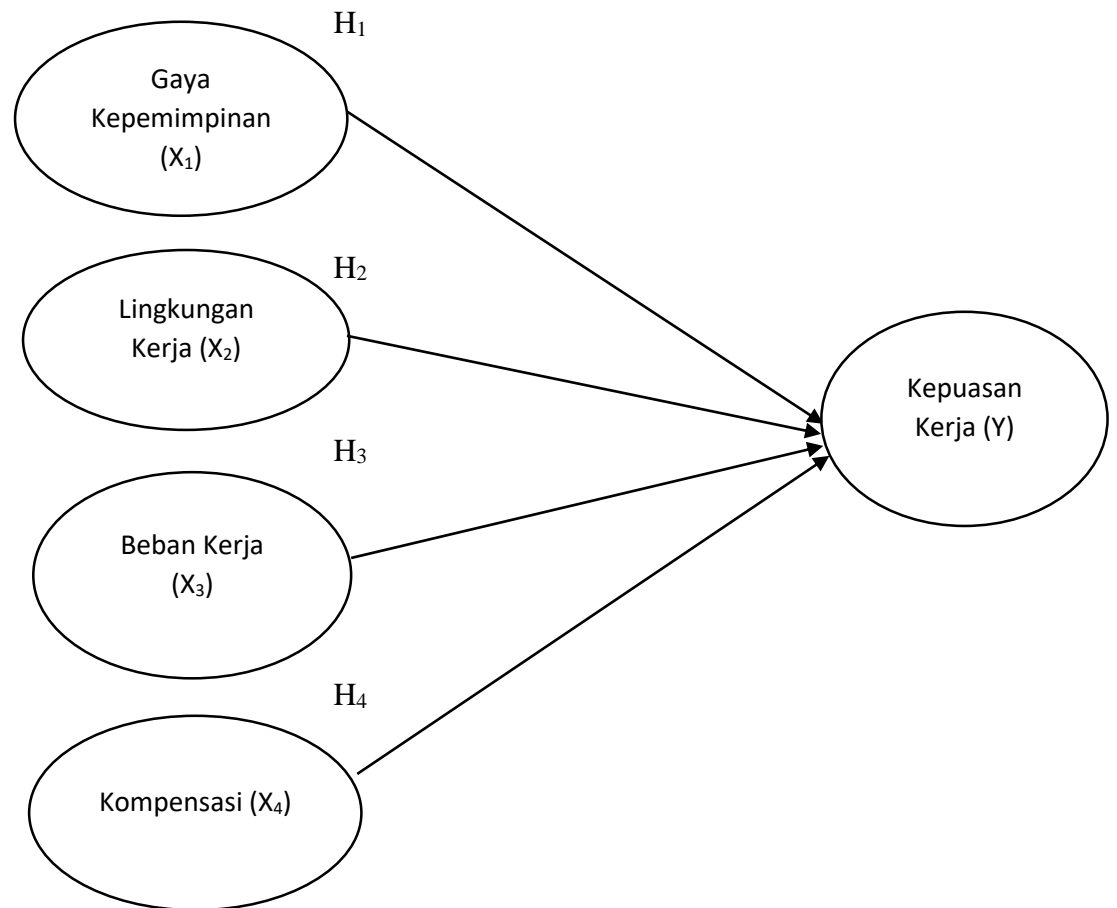 H₁
Gaya
Kepemimpinan
(X₁)
H₂
Lingkungan
Kerja (X₂)
Kepuasan
Kerja (Y)
H₃
Beban Kerja
(X₃)
H₄
Kompensasi (X₄)